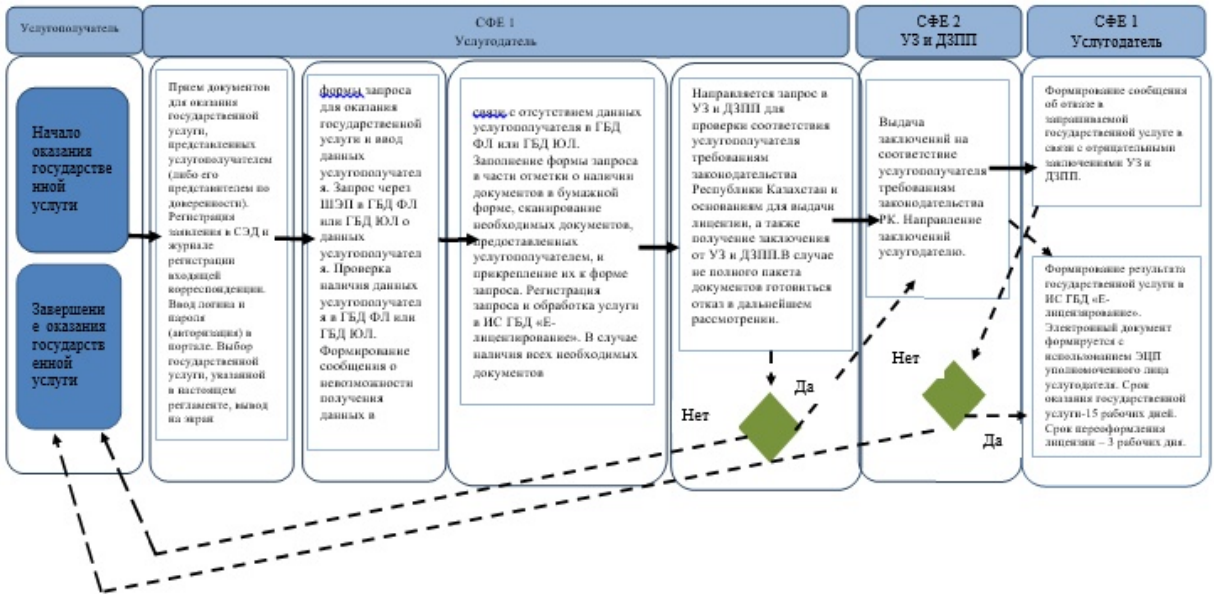 Услугополучатель
СФЕ 1
Услугодатель
СФЕ 2
УЗ и ДЗПП
СФЕ 1
Услугодатель
Начало
оказания
государстве
нной
услуги
Завершени
е оказания
государств
енной
услуги
Прием документов
для оказания
государственной
услуги,
представленных
услугополучателем
(либо его
представителем по
доверенности).
Регистрация
заявления в СЭД и
журнале
регистрации
входящей
корреспонденции.
Ввод логина и
пароля
(авторизация) в
портале. Выбор
государственной
услуги, указанной
в настоящем
регламенте, вывод
на экран
формы запроса
для оказания
государственной
услуги и ввод
данных
услугополучател
я. Запрос через
ШЭП в ГБД ФЛ
или ГБД ЮЛ о
данных
услугополучател
я. Проверка
наличия данных
услугополучател
я в ГБД ФЛ или
ГБД ЮЛ.
Формирование
сообщения о
невозможности
получения
данных в
связи с отсутствием данных
услугополучателя в ГБД
ФЛ или ГБД ЮЛ.
Заполнение формы запроса
в части отметки о наличии
документов в бумажной
форме, сканирование
необходимых документов,
предоставленных
услугополучателем, и
прикрепление их к форме
запроса. Регистрация
запроса и обработка услуги
в ИС ГБД «Е-
лицензирование». В случае
наличия всех необходимых
документов
Направляется запрос в
УЗ и ДЗПП для
проверки соответствия
услугополучателя
требованиям
законодательства
Республики Казахстан и
основаниям для выдачи
лицензии, а также
получение заключения
от УЗ и ДЗПП.В случае
не полного пакета
документов готовиться
отказ в дальнейшем
рассмотрении.
Нет
Да
Выдача
заключений на
соответствие
услугополучателя
требованиям
законодательства
РК. Направление
заключений
услугодателю.
Нет
Да
Формирование сообщения
об отказе в
запрашиваемой
государственной услуге в
связи с отрицательными
заключениями УЗ и
ДЗПП.
Формирование результата
государственной услуги в
ИС ГБД «Е-
лицензирование».
Электронный документ
формируется с
использованием ЭЦП
уполномоченного лица
услугодателя. Срок
оказания государственной
услуги-15 рабочих дней.
Срок переоформления
лицензии – 3 рабочих дня.